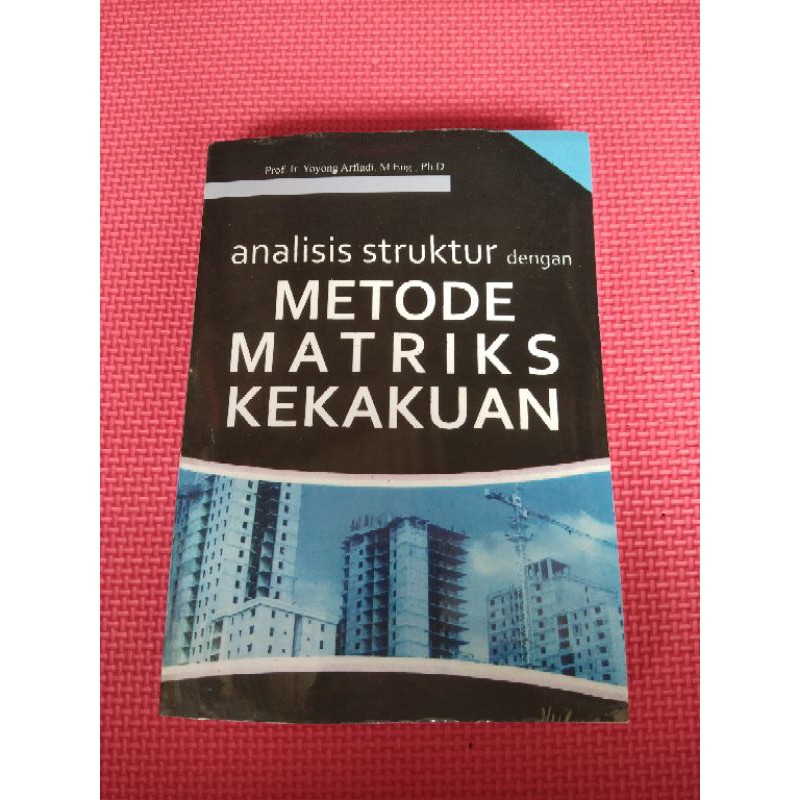 Prof. Ir. Yoyong Arfiadi, M.Eng., Ph.D
analisis struktur dengan
METODE
MATRIKS
KEKAKUAN